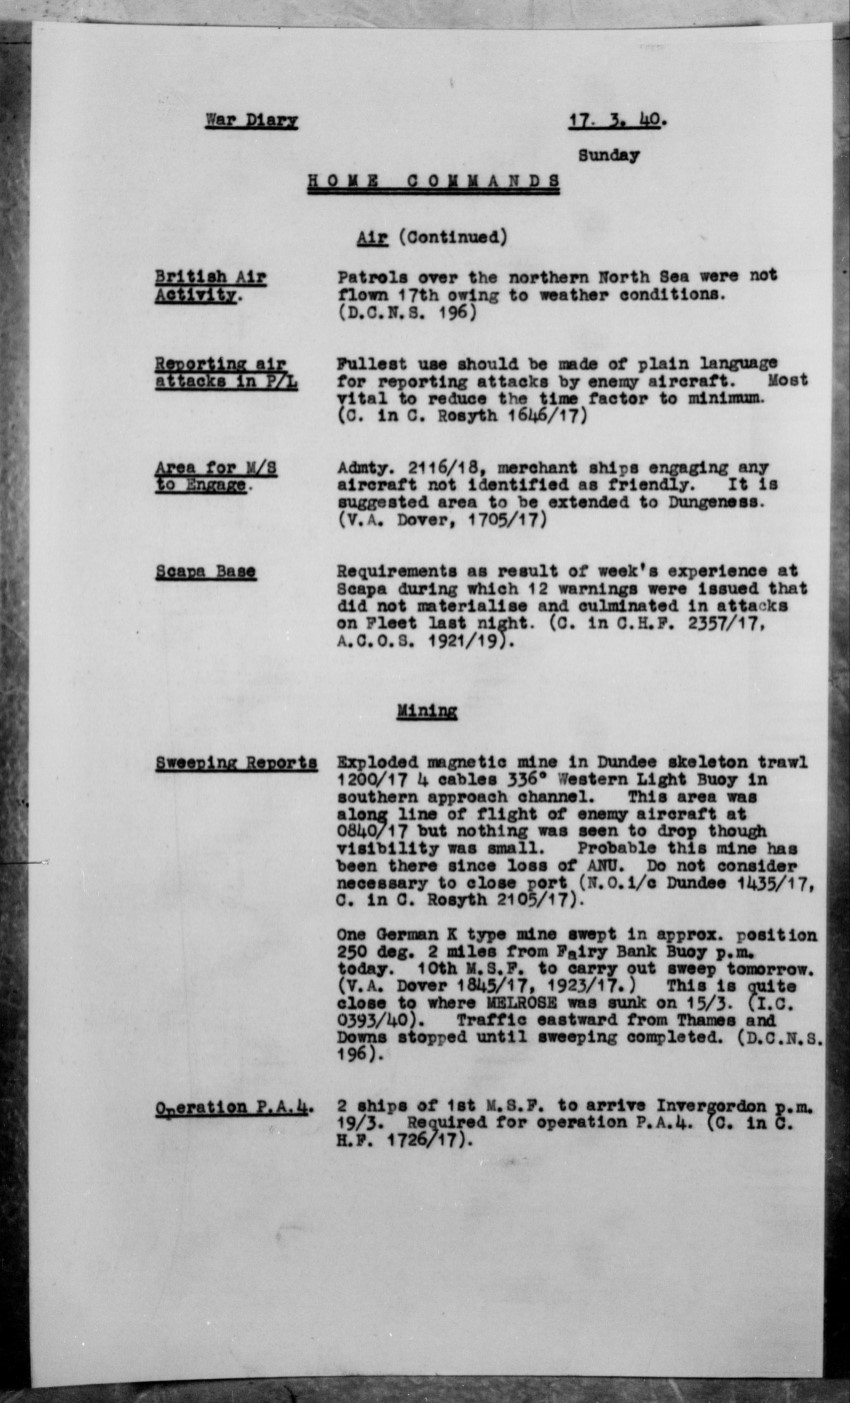 War Diary 17. 3. 40.
Sunday
HOME COMMANDS
Air (Continued)
British Air Patrols over the northern North Sea were not
Activity. flown 17th owing to weather conditions.
(D.C.N.S. 196)
Reporting air Fullest use should be made of plain language
attacks in P/L for reporting attacks by enemy aircraft. Most
vital to reduce the time factor to minimum.
(C. in C. Rosyth 1646/17)
Area for M/S Admty. 2116/18, merchant ships engaging any
to Engage. aircraft not identified as friendly. It is
suggested area to be extended to Dungeness.
(V.A. Dover, 1705/17)
Scapa Base Requirements as result of week's experience at
Scapa during which 12 warnings were issued that
did not materialise and culminated in attacks
on Fleet last night. (C. in C.H.F. 2357/17,
A.C.O.S. 1921/19).
Mining
Sweeping Reports Exploded magnetic mine in Dundee skeleton trawl
1200/17 4 cables 336° Western Light Buoy in
southern approach channel. This area was
along line of flight of enemy aircraft at
0840/17 but nothing was seen to drop though
visibility was small. Probable this mine has
been there since loss of ANU. Do not consider
necessary to close port (N.O.i/c Dundee 1435/17,
C. in C. Rosyth 2105/17).
One German K type mine swept in approx. position
250 deg. 2 miles from Fairy Bank Buoy p.m.
today. 10th M.S.F. to carry out sweep tomorrow.
(V.A. Dover 1845/17, 1923/17.) This is quite
close to where MELROSE was sunk on 15/3. (I.C.
0393/40). Traffic eastward from Thames and
Downs stopped until sweeping completed. (D.C.N.S.
196).
Operation P.A.4. 2 ships of 1st M.S.F. to arrive Invergordon p.m.
19/3. Required for operation P.A.4. (C. in C.
H.F. 1726/17).